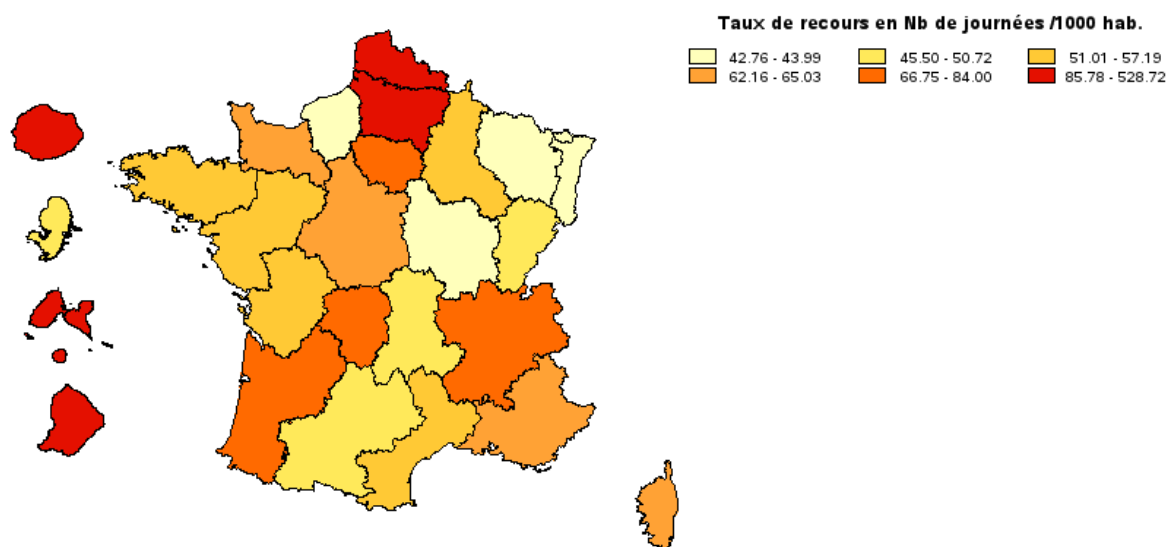 Taux de recours en Nb de journées /1000 hab.
42.76 - 43.99 45.50 - 50.72 51.01 - 57.19
62.16 - 65.03 66.75 - 84.00 85.78 - 528.72